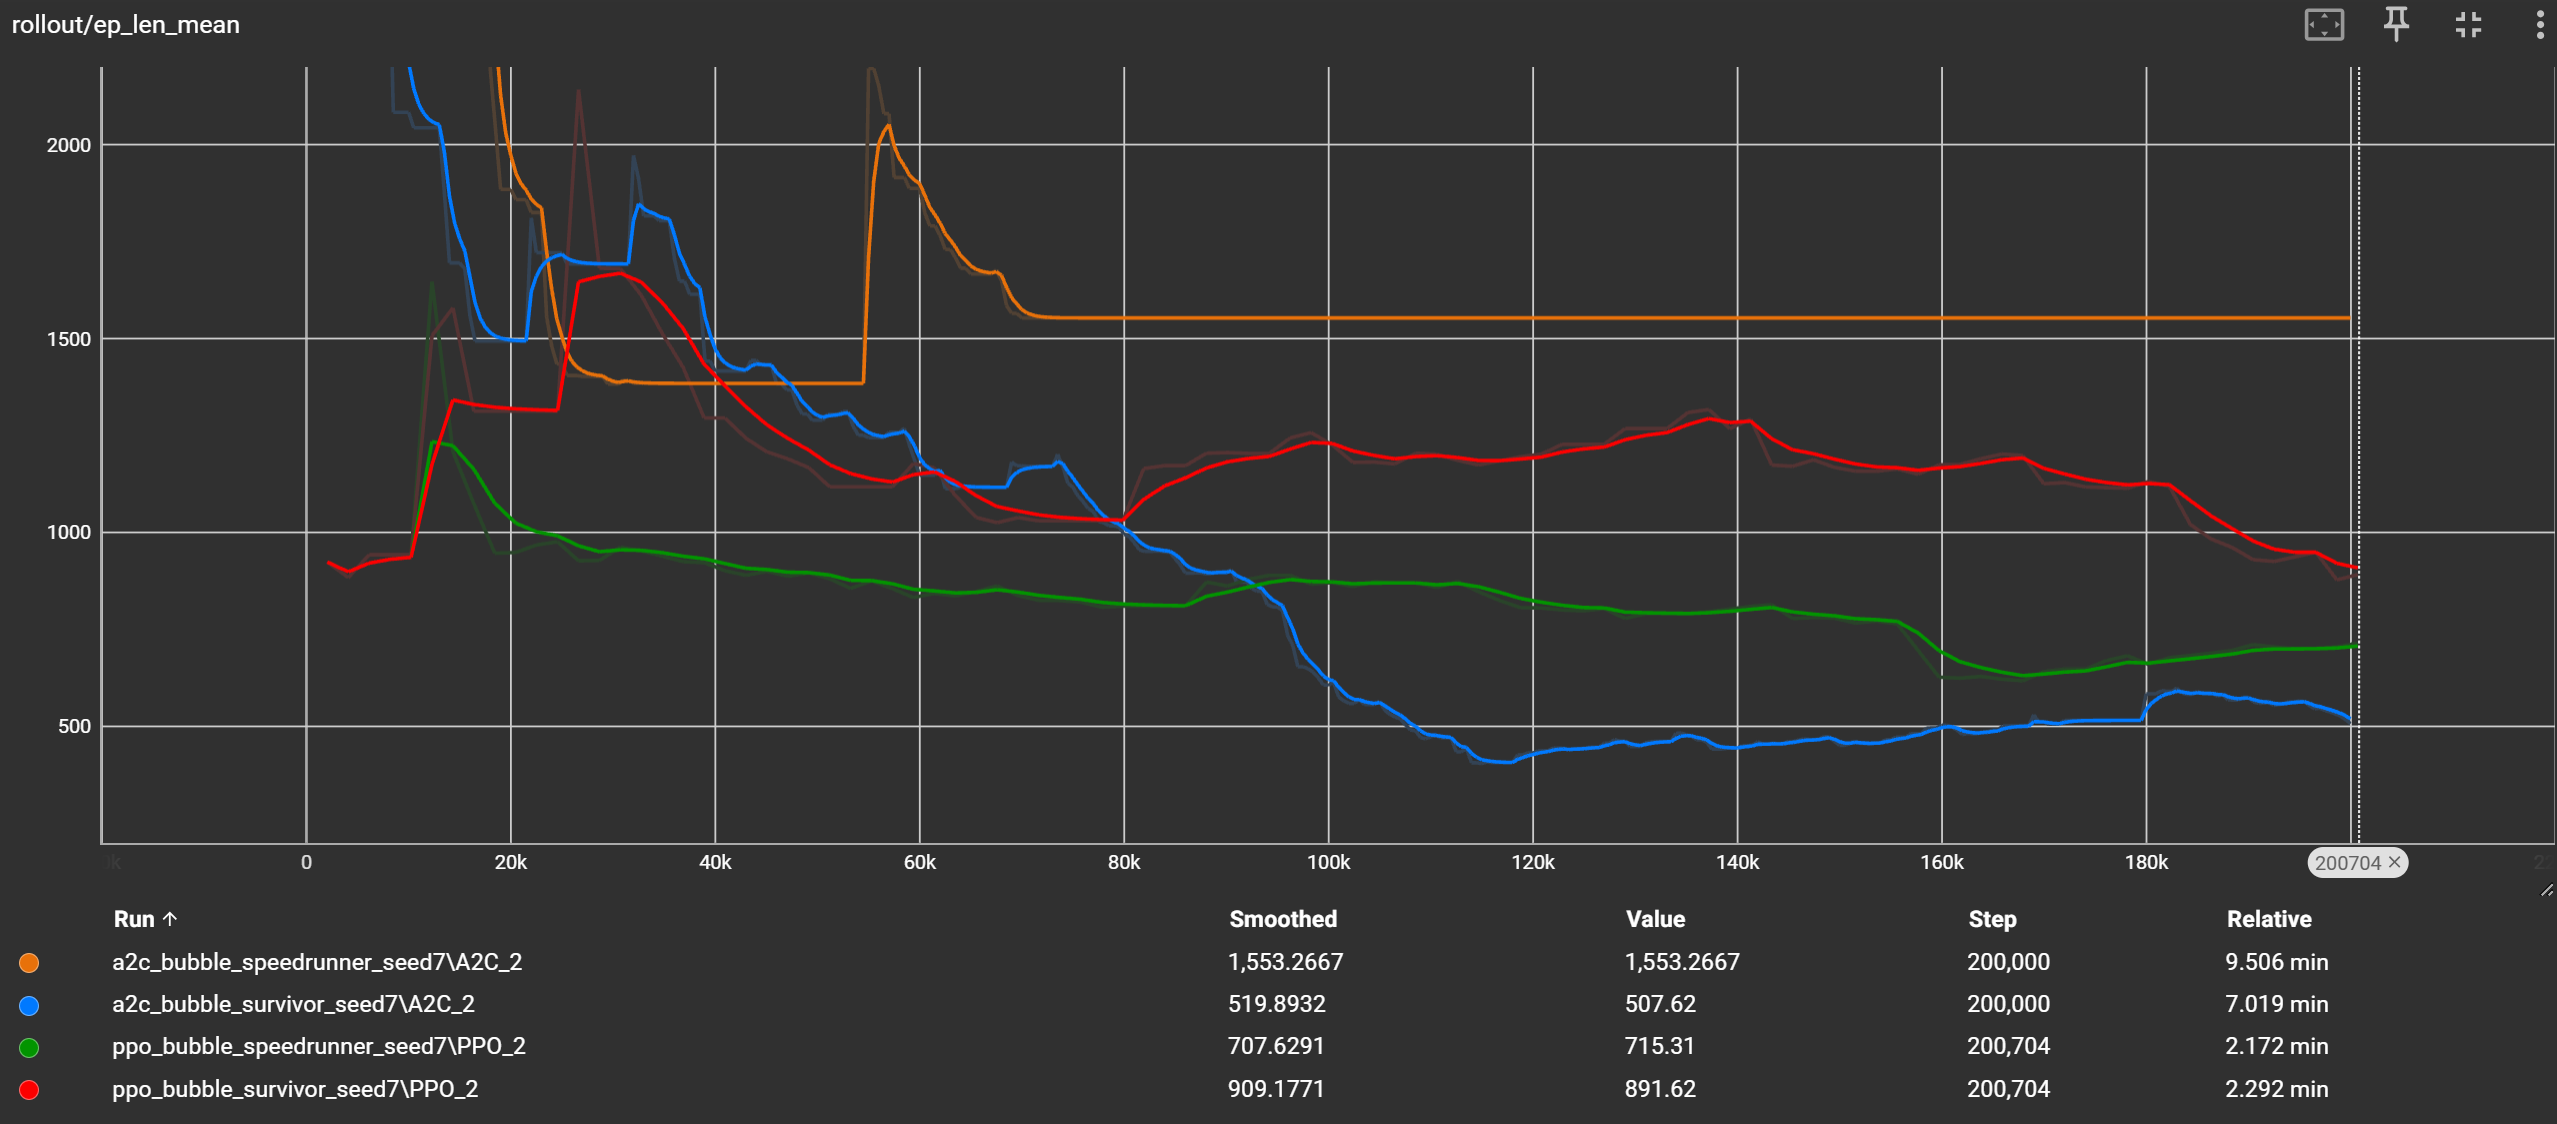 rollout/ep_len_mean
2000
1500
1000
500
0 20k 40k 60k 80k 100k 120k 140k 160k 180k 200704 ×
Run ↑ Smoothed Value Step Relative
a2c_bubble_speedrunner_seed7\A2C_2 1,553.2667 1,553.2667 200,000 9.506 min
a2c_bubble_survivor_seed7\A2C_2 519.8932 507.62 200,000 7.019 min
ppo_bubble_speedrunner_seed7\PPO_2 707.6291 715.31 200,704 2.172 min
ppo_bubble_survivor_seed7\PPO_2 909.1771 891.62 200,704 2.292 min